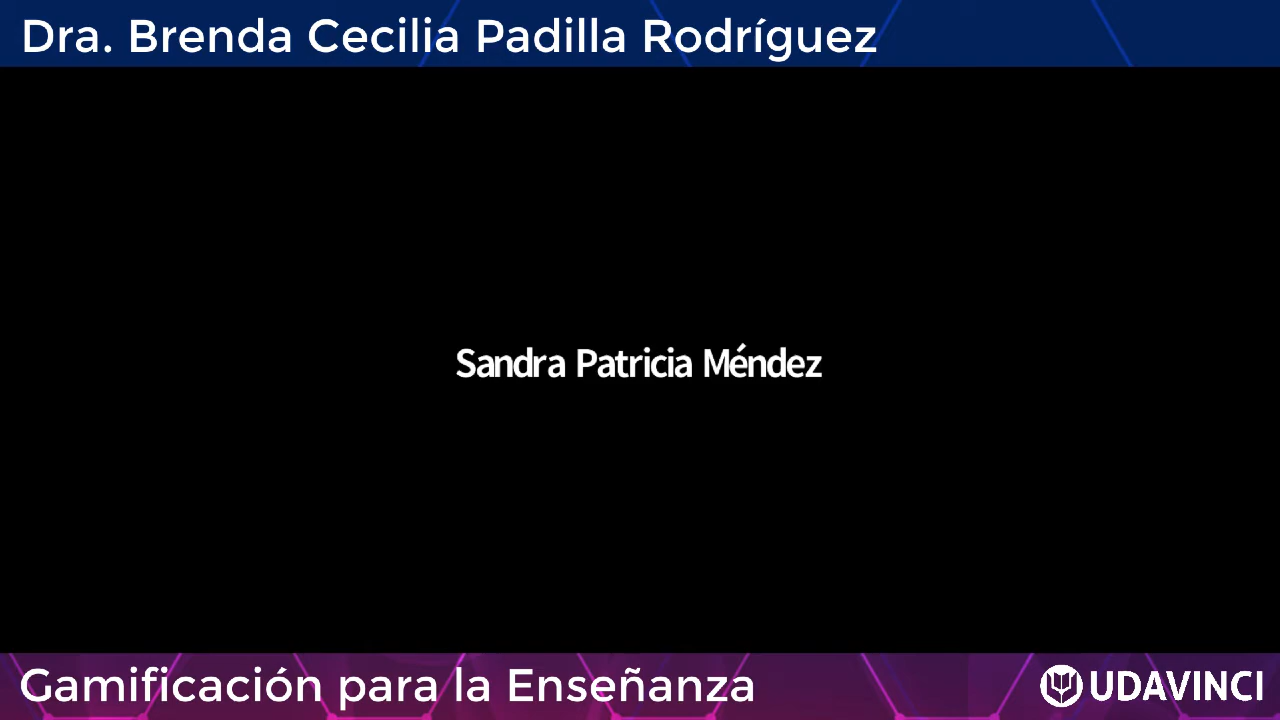 Dra. Brenda Cecilia Padilla Rodríguez
Sandra Patricia Méndez
Gamificación para la Enseñanza
UDAVINCI